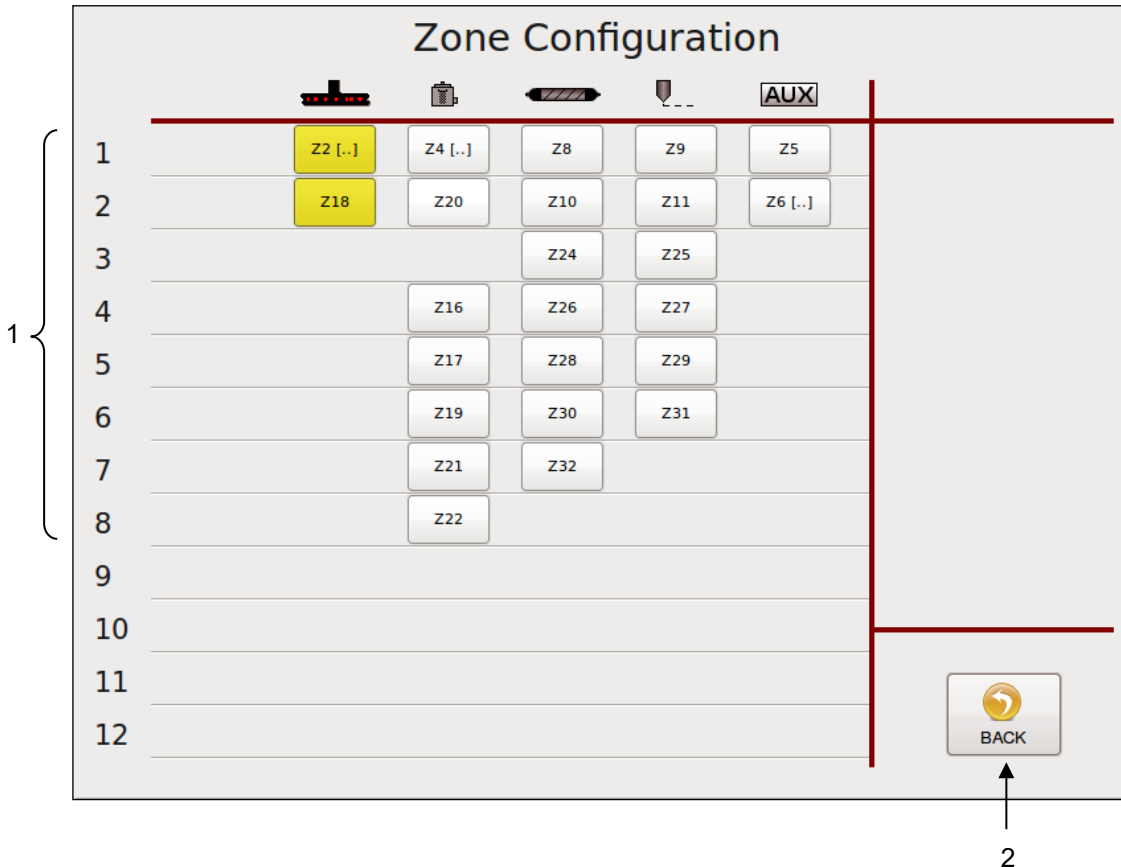 Zone Configuration
AUX
1 Z2 [..] Z4 [..] Z8 Z9 Z5
2 Z18 Z20 Z10 Z11 Z6 [..]
3 Z24 Z25
4 Z16 Z26 Z27
1
5 Z17 Z28 Z29
6 Z19 Z30 Z31
7 Z21 Z32
8 Z22
9
10
11
12
BACK
2